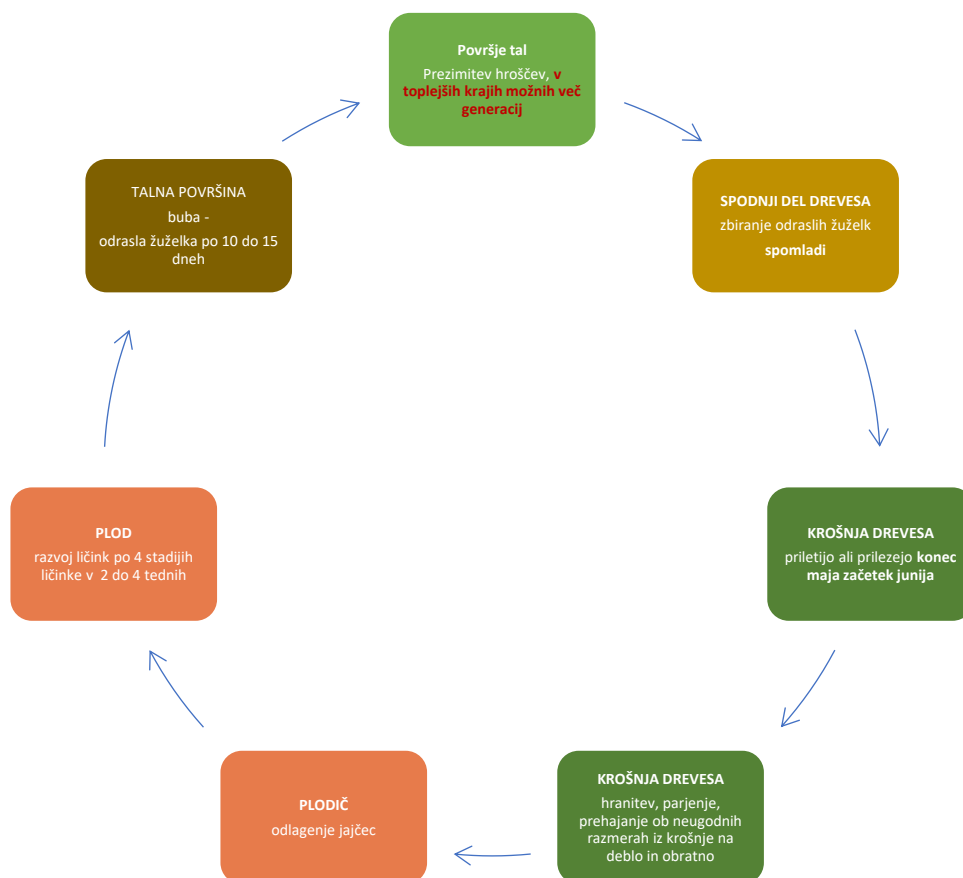 Površje tal
Prezimitev hroščev, v
toplejših krajih možnih več
generacij
SPODNJI DEL DREVESA
zbiranje odraslih žuželk
spomladi
KROŠNJA DREVESA
priletijo ali prilezejo konec
maja začetek junija
KROŠNJA DREVESA
hranitev, parjenje,
prehajanje ob neugodnih
razmerah iz krošnje na
deblo in obratno
PLODIČ
odlagenje jajčec
PLOD
razvoj ličink po 4 stadijih
ličinke v 2 do 4 tednih
TALNA POVRŠINA
buba -
odrasla žuželka po 10 do 15
dneh